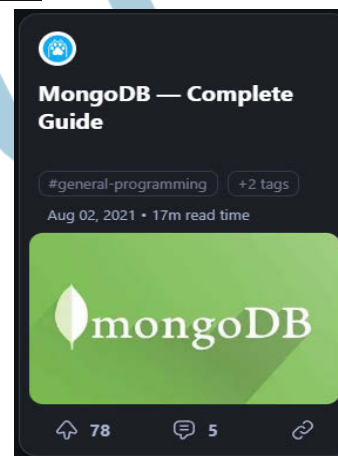 MongoDB — Complete
Guide
#general-programming +2 tags
Aug 02, 2021 • 17m read time
mongoDB
78 5